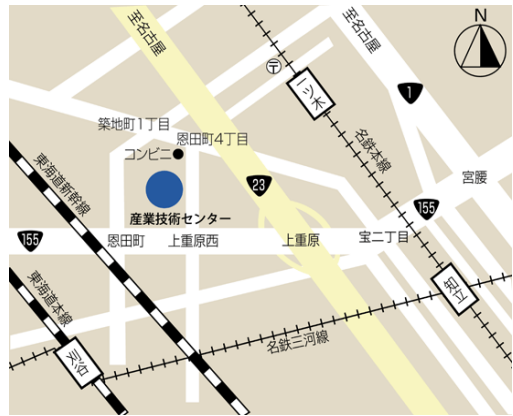 至名古屋
至名古屋
N
〒
一ツ木
1
築地町1丁目
恩田町4丁目
コンビニ
名鉄本線
東海道新幹線
23
宮腰
産業技術センター
155
155
恩田町
上重原西
上重原
宝二丁目
東海道本線
知立
名鉄三河線
刈谷